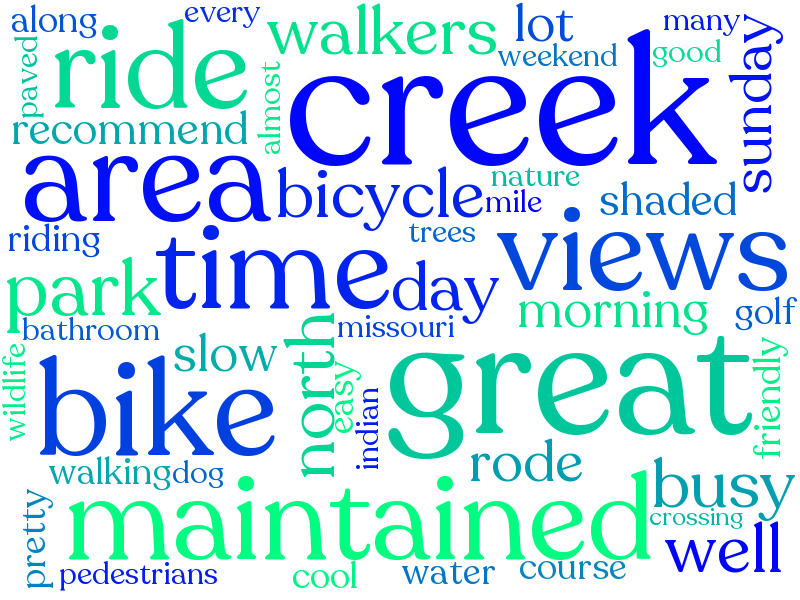 along
every
lot
many
walkers
ride
paved
almost
weekend
good
sunday
creek
recommend
area
bicycle
nature
mile
shaded
riding
trees
time
views
park
day
morning
golf
bathroom
missouri
north
slow
wildlife
bike
easy
indian
great
friendly
walking
dog
rode
busy
pretty
maintained
crossing
well
pedestrians
cool
water
course